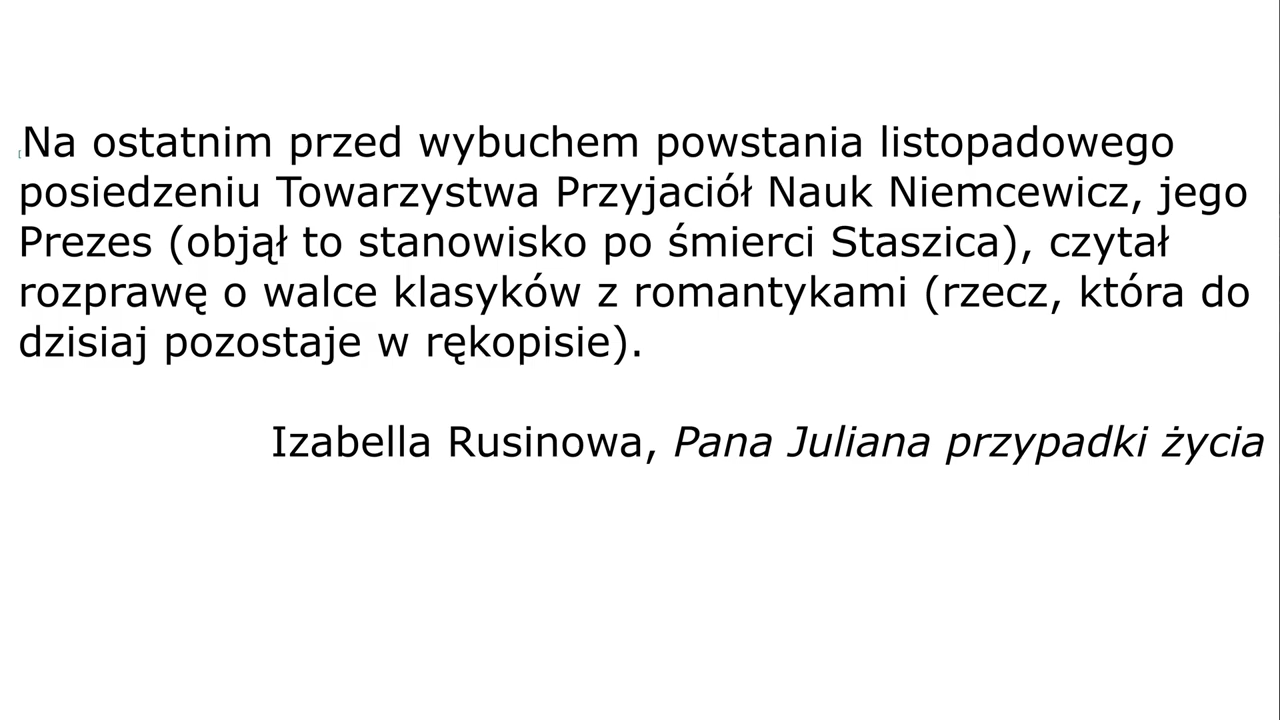 Na ostatnim przed wybuchem powstania listopadowego
posiedzeniu Towarzystwa Przyjaciół Nauk Niemcewicz, jego
Prezes (objął to stanowisko po śmierci Staszica), czytał
rozprawę o walce klasyków z romantykami (rzecz, która do
dzisiaj pozostaje w rękopisie).
Izabella Rusinowa, Pana Juliana przypadki życia